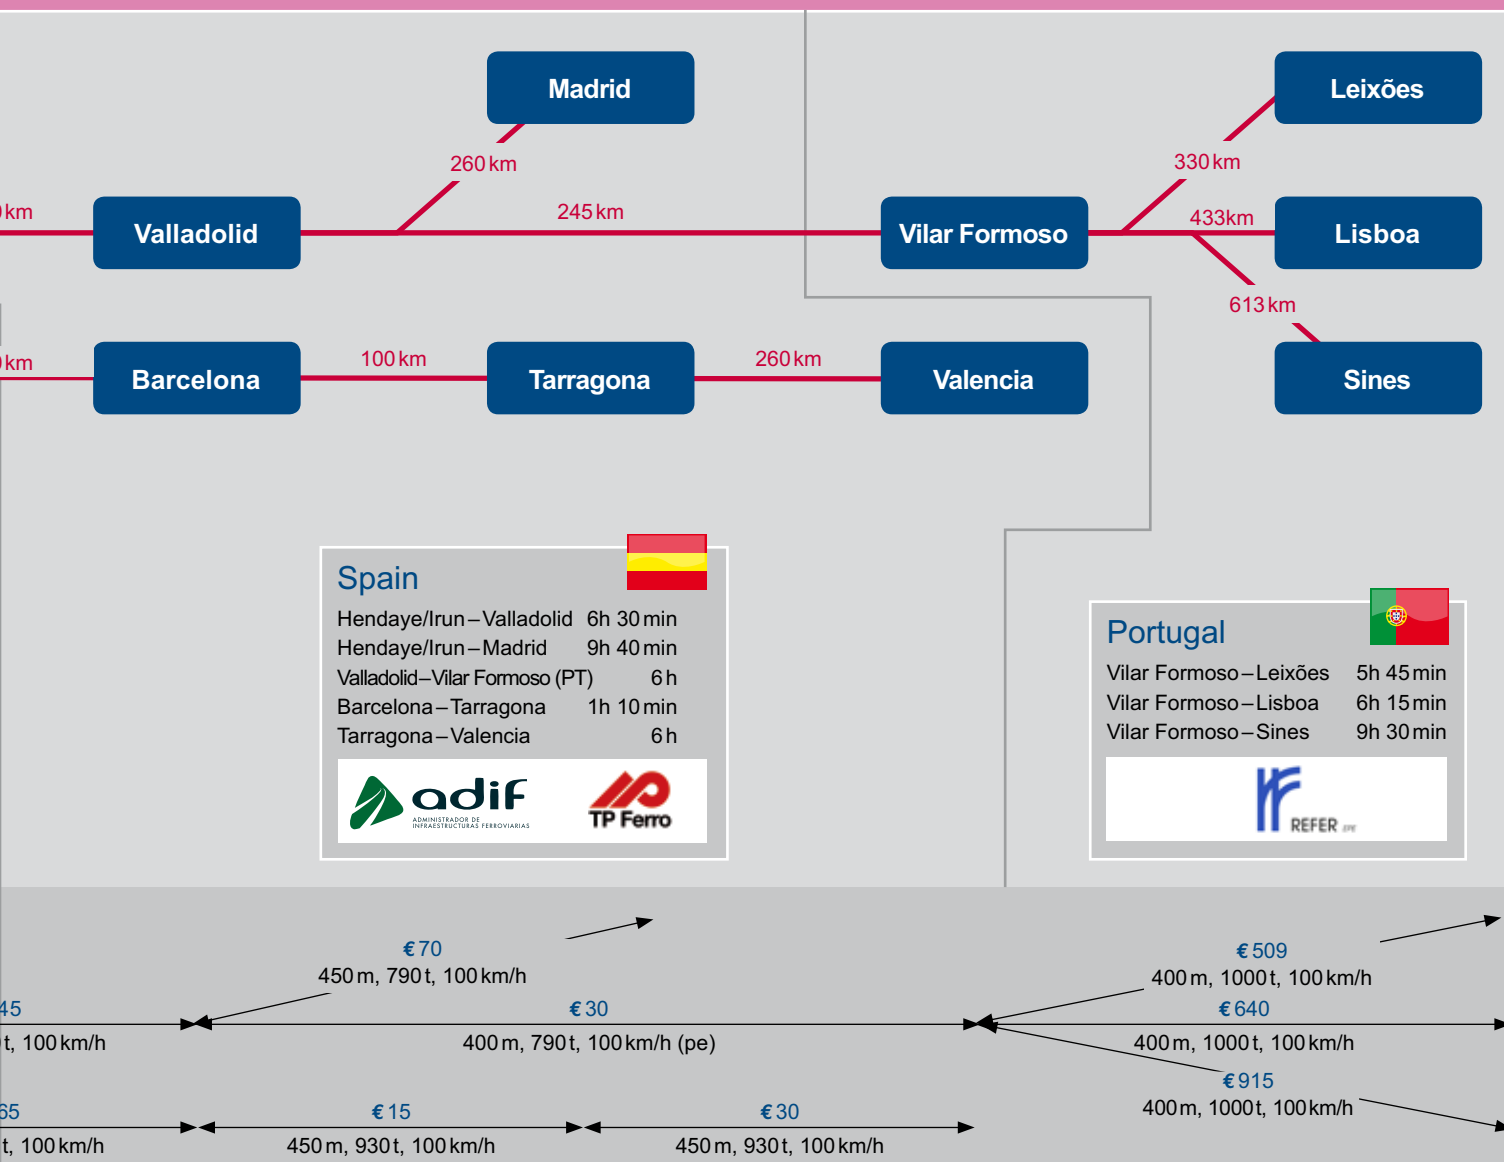 Madrid
Leixões
260 km
330 km
km
245 km
433km
Valladolid
Vilar Formoso
Lisboa
613 km
km
100 km
260 km
Barcelona
Tarragona
Valencia
Sines
Spain
Hendaye/Irun – Valladolid 6h 30 min
Hendaye/Irun – Madrid 9h 40 min
Valladolid–Vilar Formoso (PT) 6 h
Barcelona – Tarragona 1h 10 min
Tarragona – Valencia 6 h
adif
ADMINISTRADOR DE
INFRAESTRUCTURAS FERROVIARIAS
TP Ferro
Portugal
Vilar Formoso – Leixões 5h 45 min
Vilar Formoso – Lisboa 6h 15 min
Vilar Formoso – Sines 9h 30 min
REFER EPE
€ 70
450 m, 790 t, 100 km/h
€ 509
400 m, 1000 t, 100 km/h
45
€ 30
€ 640
t, 100 km/h
400 m, 790 t, 100 km/h (pe)
400 m, 1000 t, 100 km/h
€ 915
400 m, 1000 t, 100 km/h
65
€ 15
€ 30
t, 100 km/h
450 m, 930 t, 100 km/h
450 m, 930 t, 100 km/h